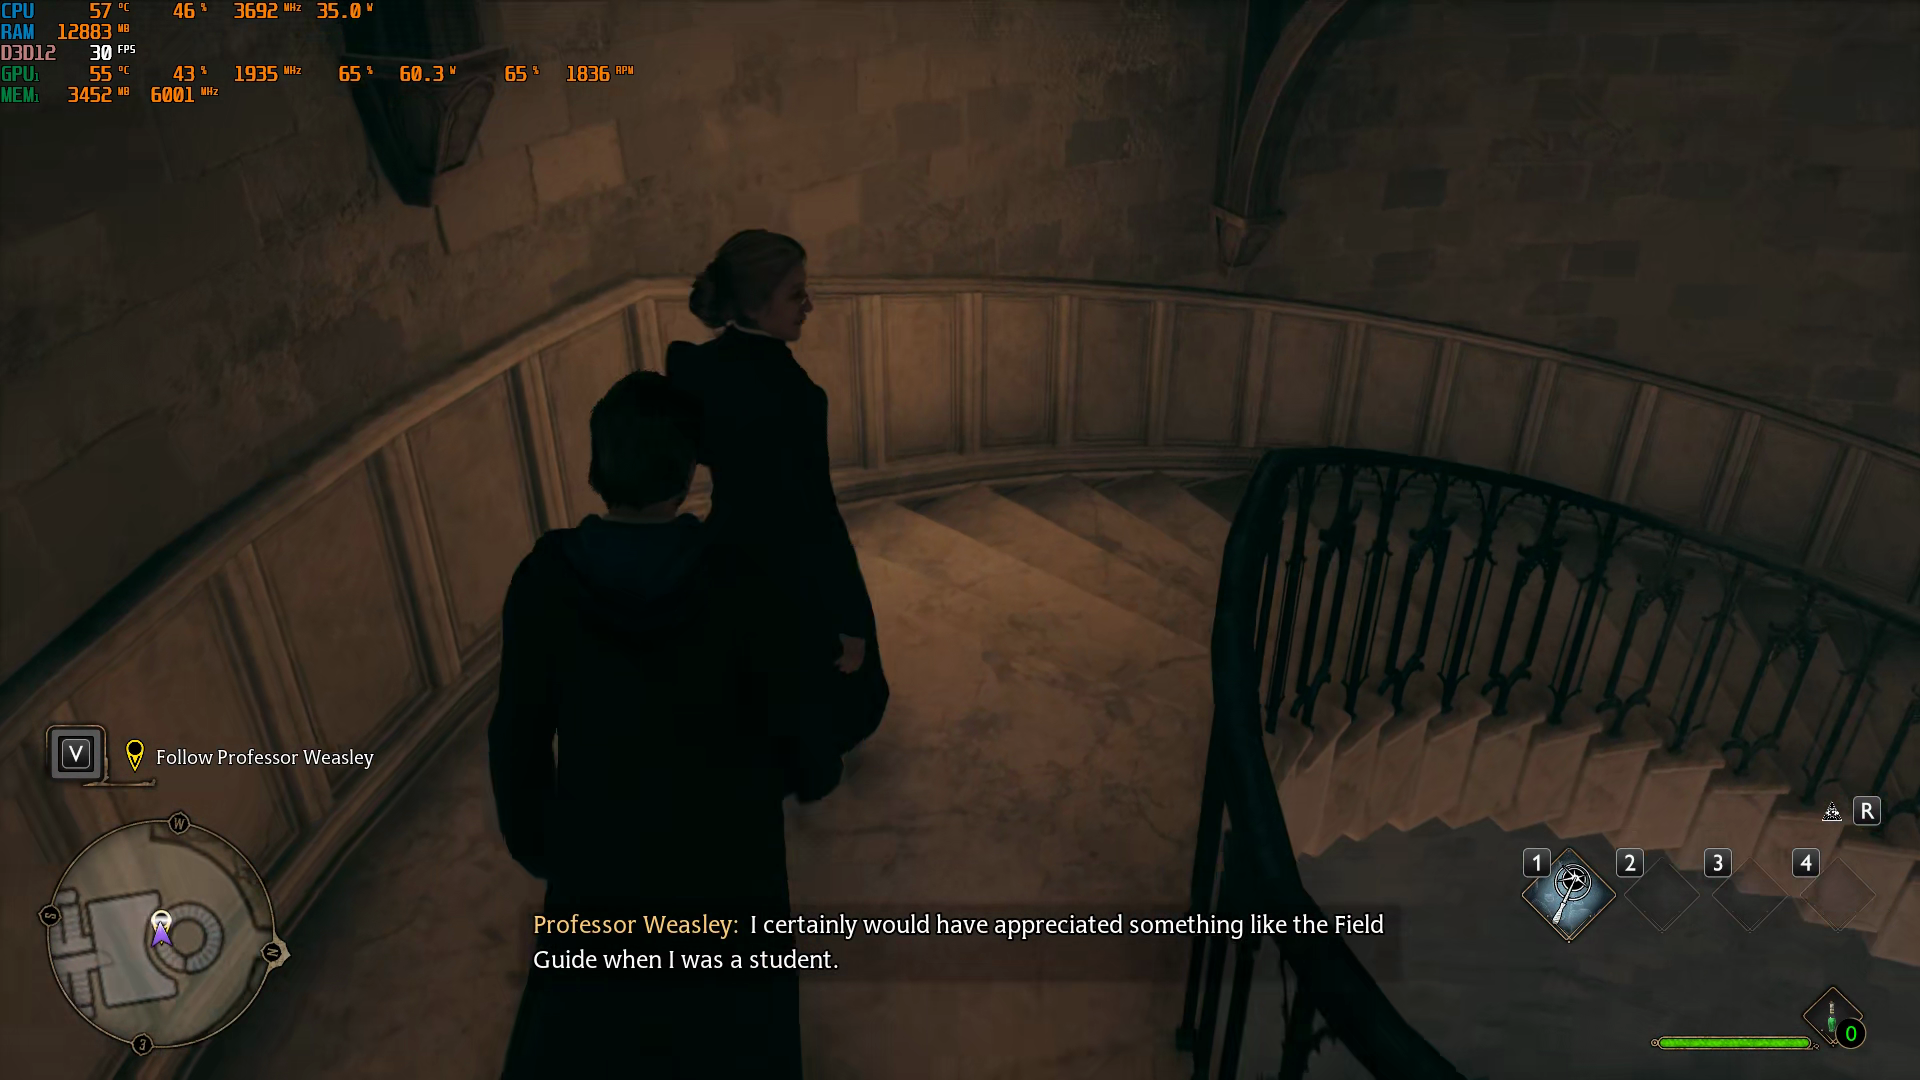 CPU 57 °C 46 % 3692 MHz 35.0 W
RAM 12883 MB
D3D12 30 FPS
GPU1 55 °C 43 % 1935 MHz 65 % 60.3 W 65 % 1836 RPM
MEM1 3452 MB 6001 MHz
V Follow Professor Weasley
W
S
N
R
1 2 3 4
Professor Weasley: I certainly would have appreciated something like the Field
Guide when I was a student.
0